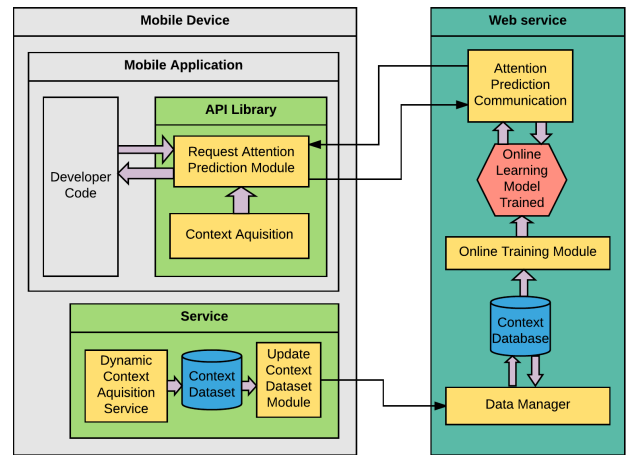 Mobile Device
Mobile Application
Developer
Code
API Library
Request Attention
Prediction Module
Context Aquisition
Service
Dynamic
Context
Aquisition
Service
Context
Dataset
Update
Context
Dataset
Module
Web service
Attention
Prediction
Communication
Online
Learning
Model
Trained
Online Training Module
Context
Database
Data Manager